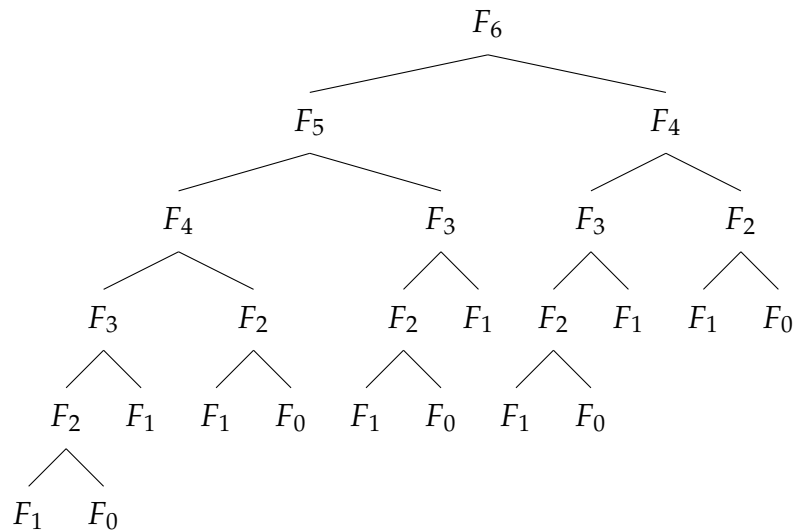 F₆
F₅ F₄
F₄ F₃ F₃ F₂
F₃ F₂ F₂ F₁ F₂ F₁ F₁ F₀
F₂ F₁ F₁ F₀ F₁ F₀ F₁ F₀
F₁ F₀